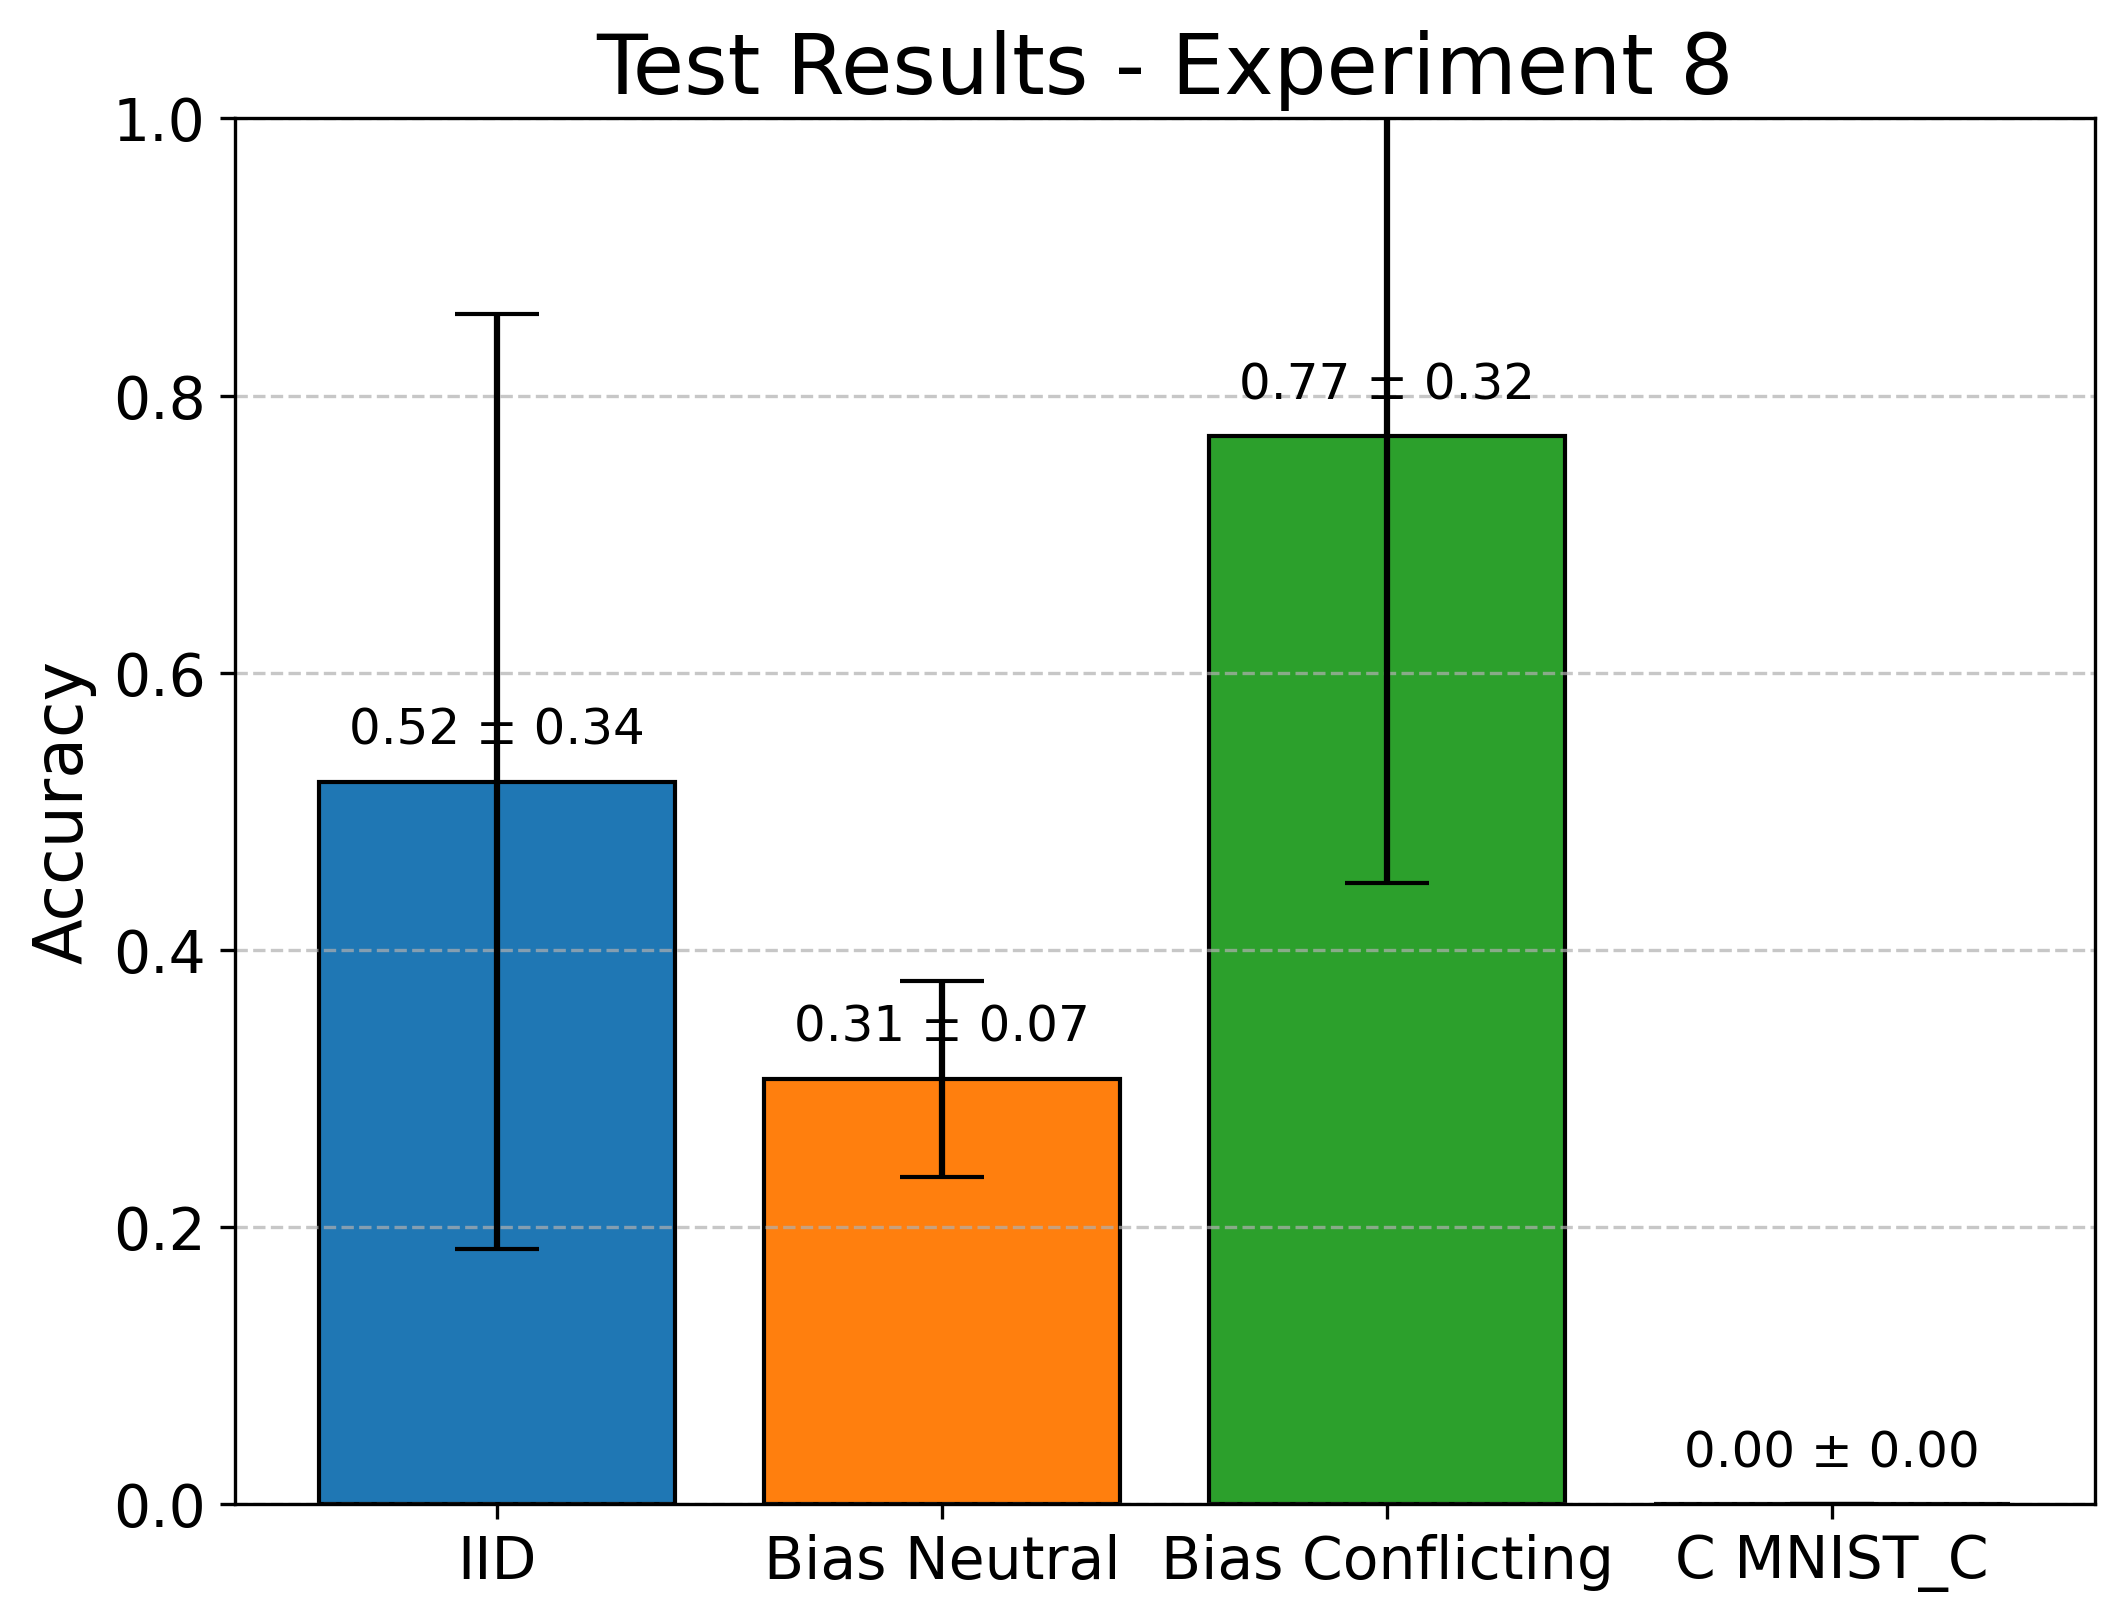 Test Results - Experiment 8
1.0
0.8
0.6
0.4
0.2
0.0
Accuracy
0.52 ± 0.34
0.31 ± 0.07
0.77 ± 0.32
0.00 ± 0.00
IID
Bias Neutral
Bias Conflicting
C MNIST_C